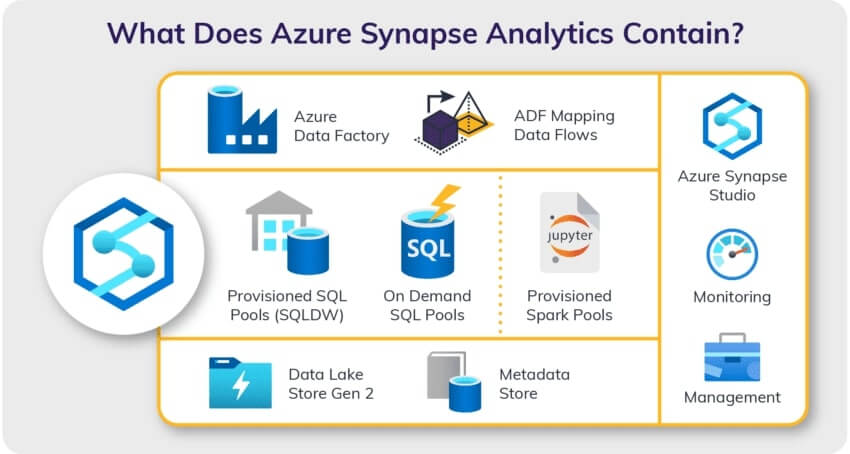 What Does Azure Synapse Analytics Contain?
Azure
Data Factory
ADF Mapping
Data Flows
Azure Synapse
Studio
SQL
jupyter
Provisioned SQL
Pools (SQLDW)
On Demand
SQL Pools
Provisioned
Spark Pools
Monitoring
Data Lake
Store Gen 2
Metadata
Store
Management